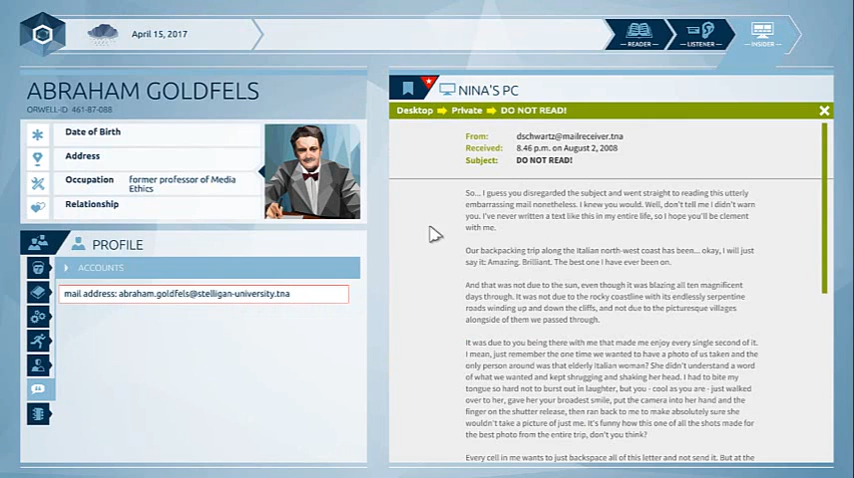 April 15, 2017
READER
LISTENER
INSIDER
ABRAHAM GOLDFELS
ORWELL-ID: 461-87-088
Date of Birth
Address
Occupation former professor of Media
Ethics
Relationship
PROFILE
ACCOUNTS
mail address: abraham.goldfels@stelligan-university.tna
NINA'S PC
Desktop Private DO NOT READ!
From: dschwartz@mailreceiver.tna
Received: 8.46 p.m. on August 2, 2008
Subject: DO NOT READ!
So... I guess you disregarded the subject and went straight to reading this utterly
embarrassing mail nonetheless. I knew you would. Well, don't tell me I didn't warn
you. I've never written a text like this in my entire life, so I hope you'll be clement
with me.
Our backpacking trip along the Italian north-west coast has been... okay, I will just
say it: Amazing. Brilliant. The best one I have ever been on.
And that was not due to the sun, even though it was blazing all ten magnificent
days through. It was not due to the rocky coastline with its endlessly serpentine
roads winding up and down the cliffs, and not due to the picturesque villages
alongside of them we passed through.
It was due to you being there with me that made me enjoy every single second of it.
I mean, just remember the one time we wanted to have a photo of us taken and the
only person around was that elderly Italian woman? She didn't understand a word
of what we wanted and kept shrugging and shaking her head. I had to bite my
tongue so hard not to burst out in laughter, but you - cool as you are - just walked
over to her, gave her your broadest smile, put the camera into her hand and the
finger on the shutter release, then ran back to me to make absolutely sure she
wouldn't take a picture of just me. It's funny how this one of all the shots made for
the best photo from the entire trip, don't you think?
Every cell in me wants to just backspace all of this letter and not send it. But at the